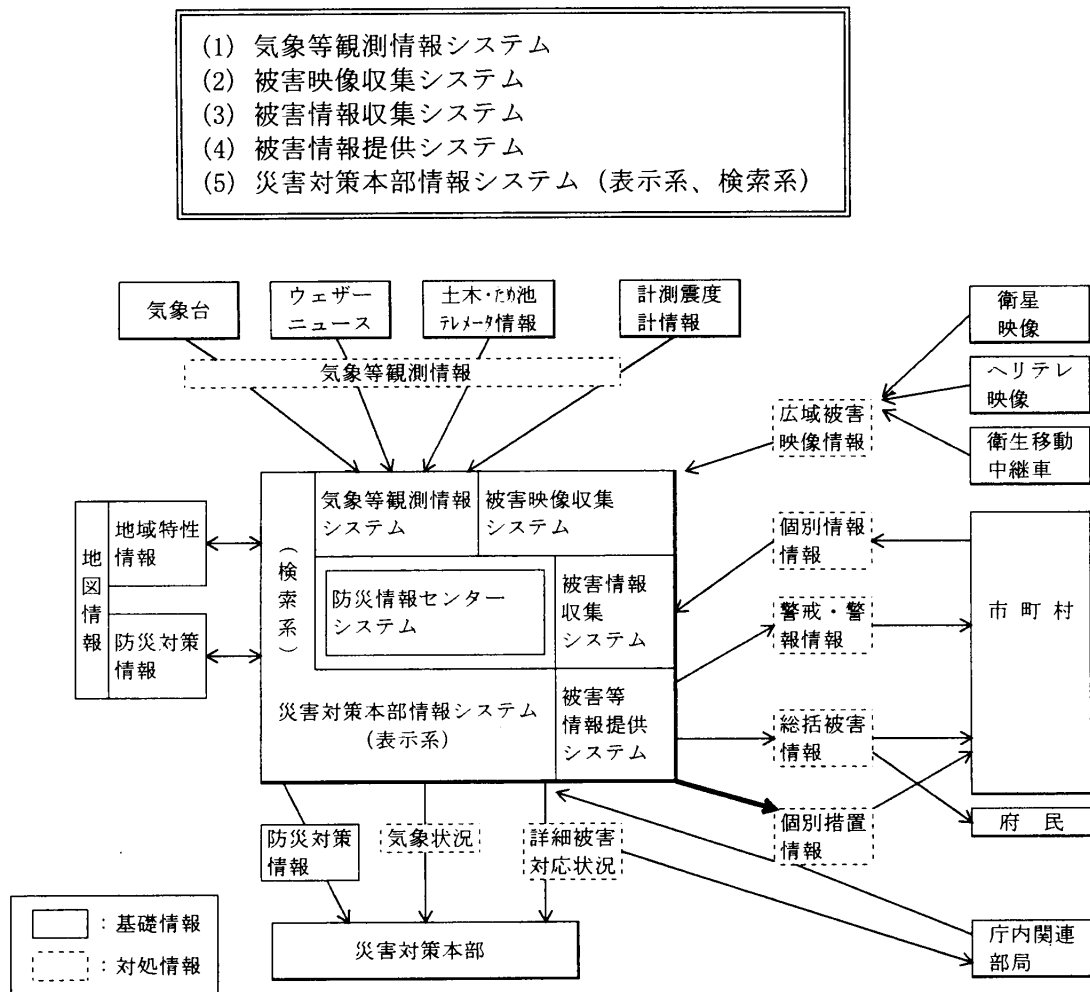 (1) 気象等観測情報システム
(2) 被害映像収集システム
(3) 被害情報収集システム
(4) 被害情報提供システム
(5) 災害対策本部情報システム（表示系、検索系）
気象台
ウェザー
ニュース
土木・ため池
テレメータ情報
計測震度
計情報
気象等観測情報
衛星
映像
ヘリテレ
映像
衛生移動
中継車
広域被害
映像情報
地図情報
地域特性
情報
防災対策
情報
（検索系）
気象等観測情報
システム
被害映像収集
システム
防災情報センター
システム
被害情報
収集
システム
災害対策本部情報システム
（表示系）
被害等
情報提供
システム
個別情報
情報
警戒・警
報情報
総括被害
情報
個別措置
情報
市町村
府民
防災対策
情報
気象状況
詳細被害
対応状況
災害対策本部
庁内関連
部局
：基礎情報
：対処情報